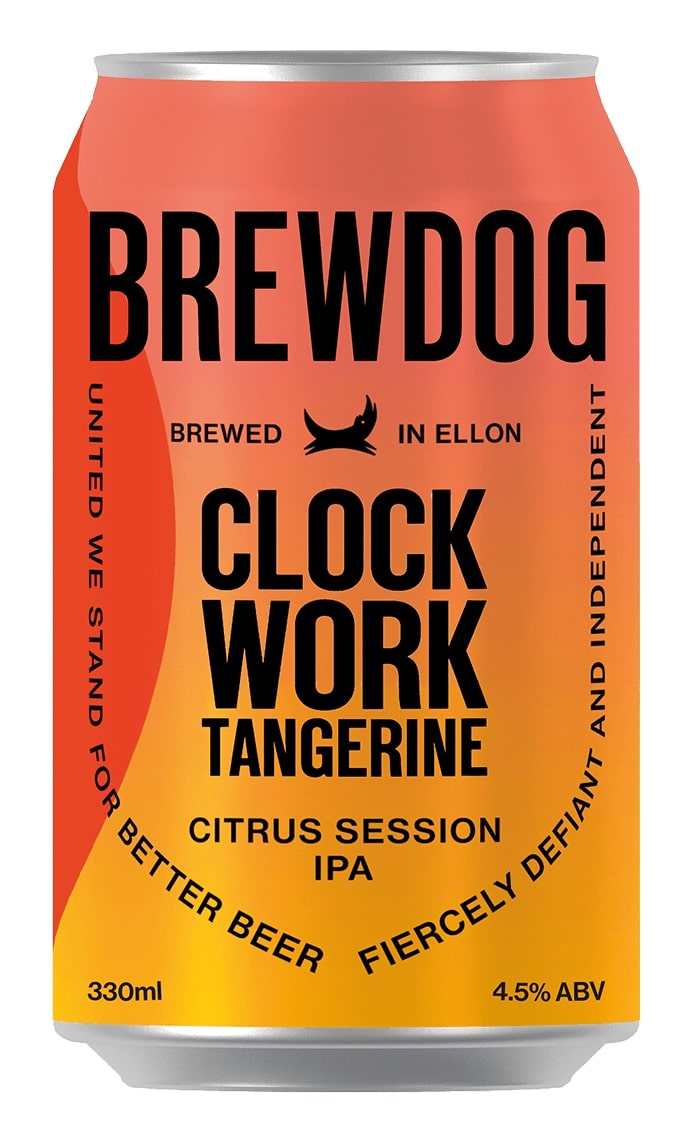 BREWDOG
BREWED IN ELLON
CLOCK
WORK
TANGERINE
CITRUS SESSION
IPA
UNITED WE STAND FOR BETTER BEER
FIERCELY DEFIANT AND INDEPENDENT
330ml
4.5% ABV